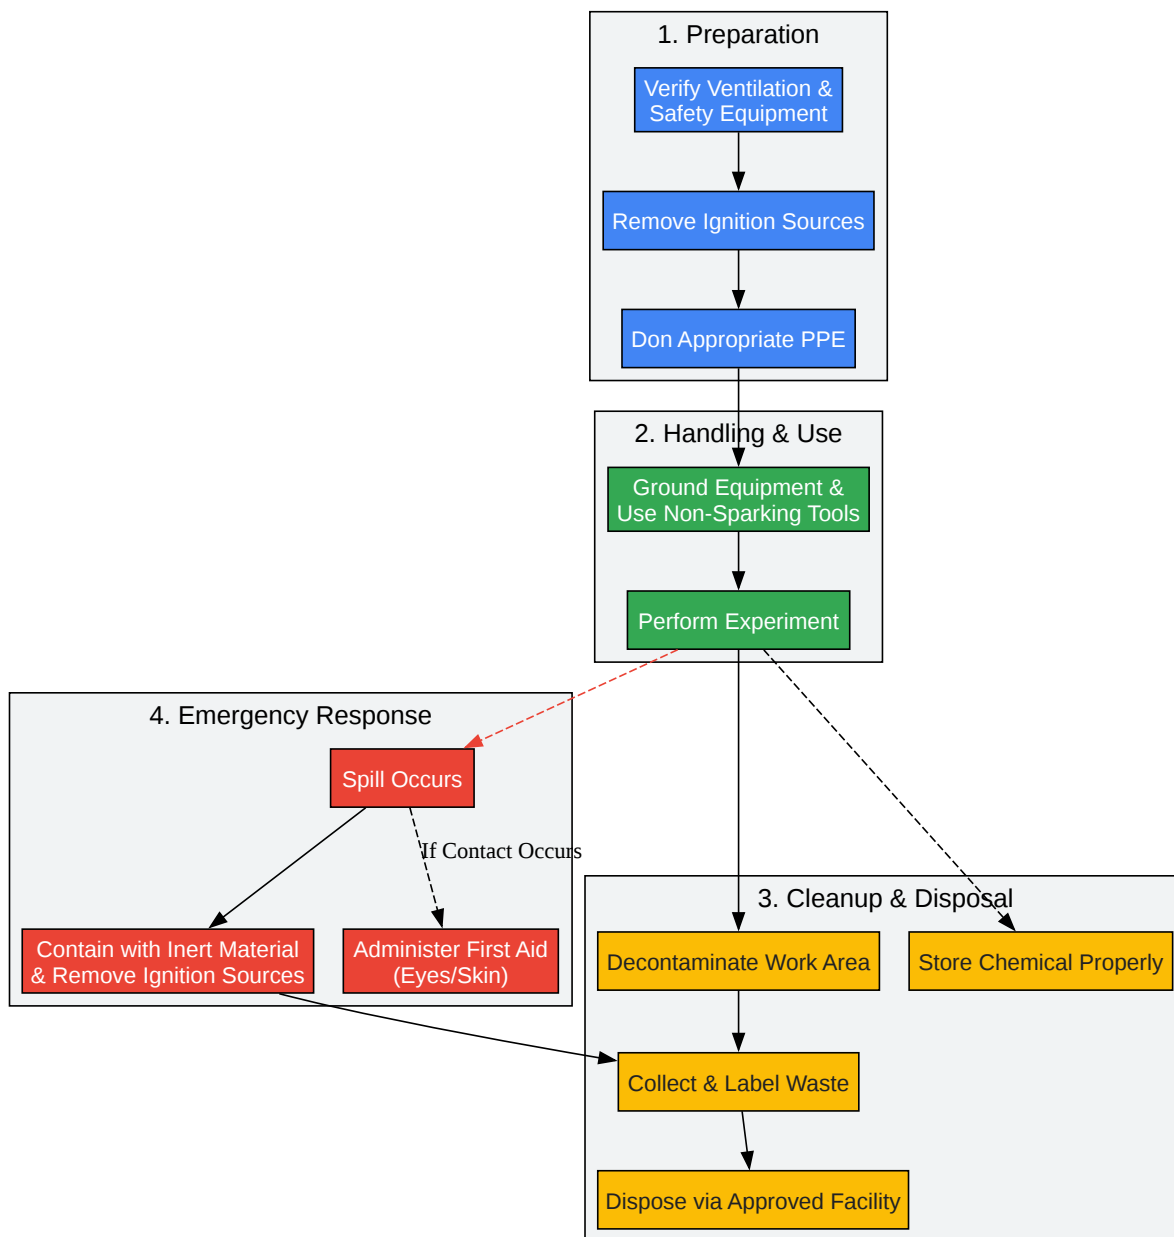 1. Preparation
Verify Ventilation &
Safety Equipment
Remove Ignition Sources
Don Appropriate PPE
2. Handling & Use
Ground Equipment &
Use Non-Sparking Tools
Perform Experiment
4. Emergency Response
Spill Occurs
If Contact Occurs
Contain with Inert Material
& Remove Ignition Sources
Administer First Aid
(Eyes/Skin)
3. Cleanup & Disposal
Decontaminate Work Area
Store Chemical Properly
Collect & Label Waste
Dispose via Approved Facility